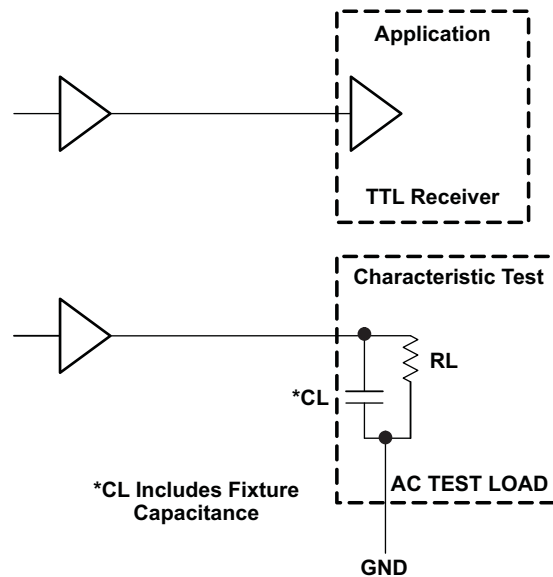 Application
TTL Receiver
Characteristic Test
RL
*CL
*CL Includes Fixture
Capacitance
AC TEST LOAD
GND